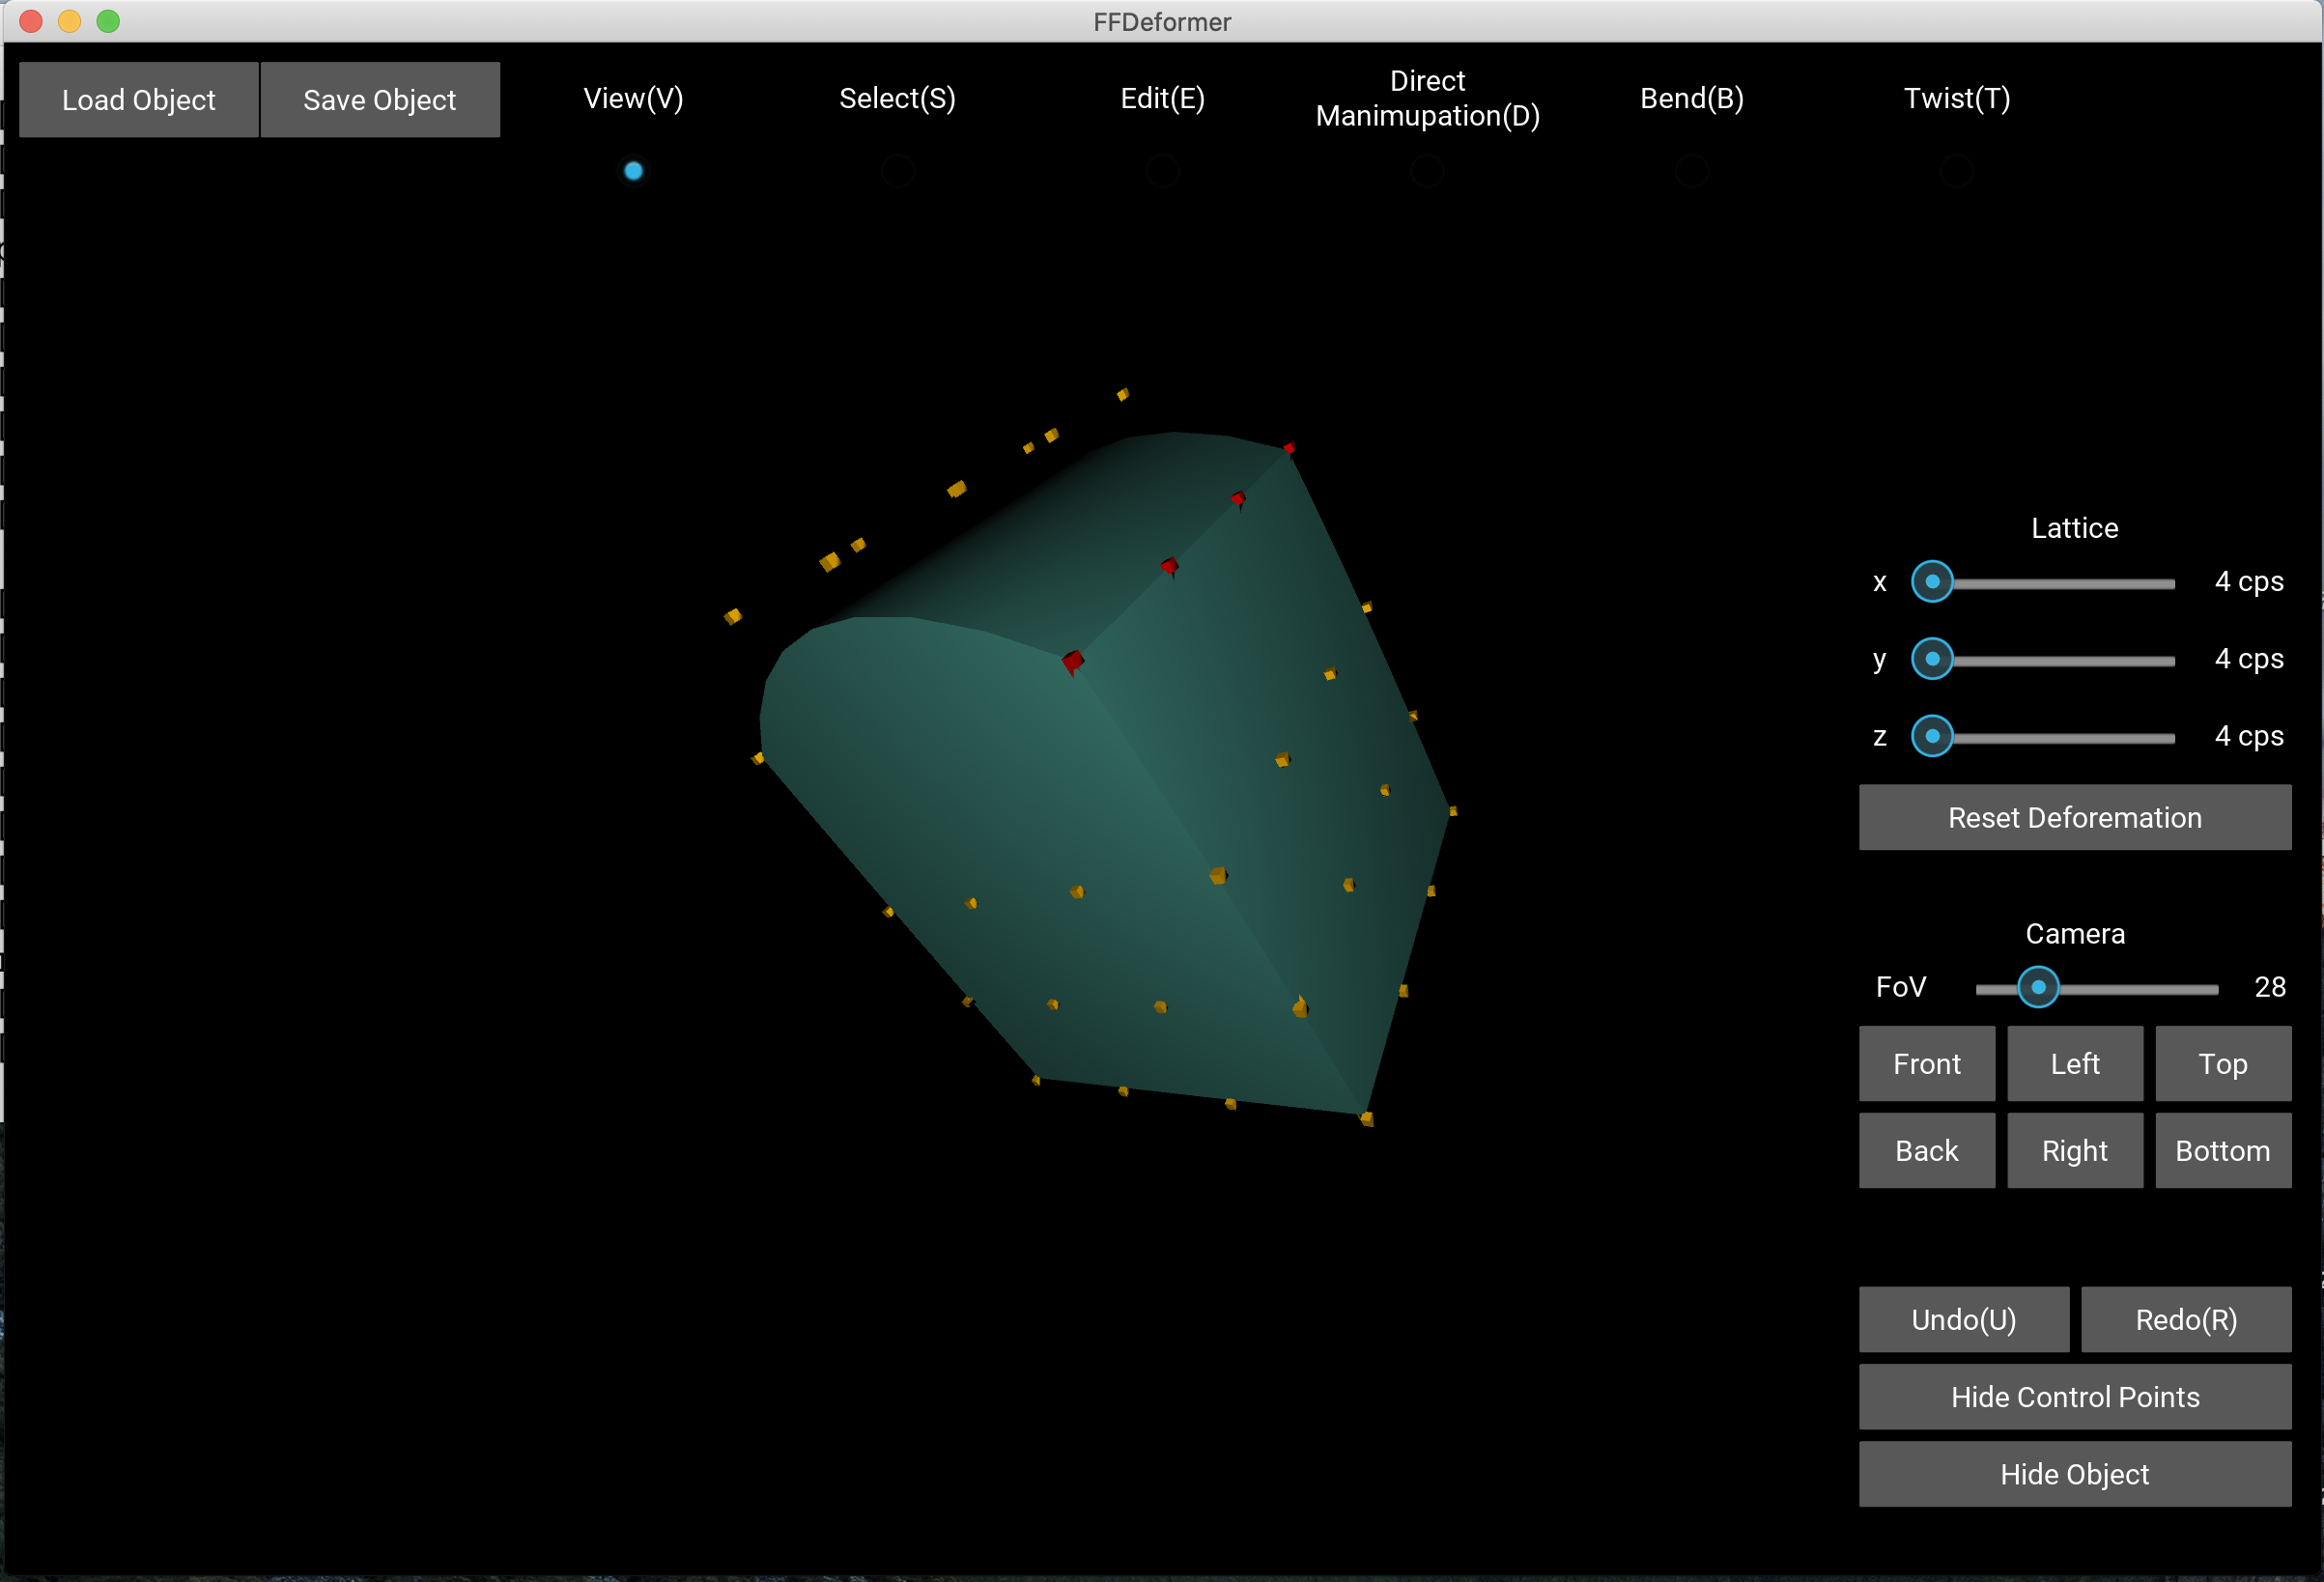 FFDeformer
Load Object
Save Object
View(V)
Select(S)
Edit(E)
Direct
Manimupation(D)
Bend(B)
Twist(T)
Lattice
x 4 cps
y 4 cps
z 4 cps
Reset Deforemation
Camera
FoV 28
Front Left Top
Back Right Bottom
Undo(U) Redo(R)
Hide Control Points
Hide Object